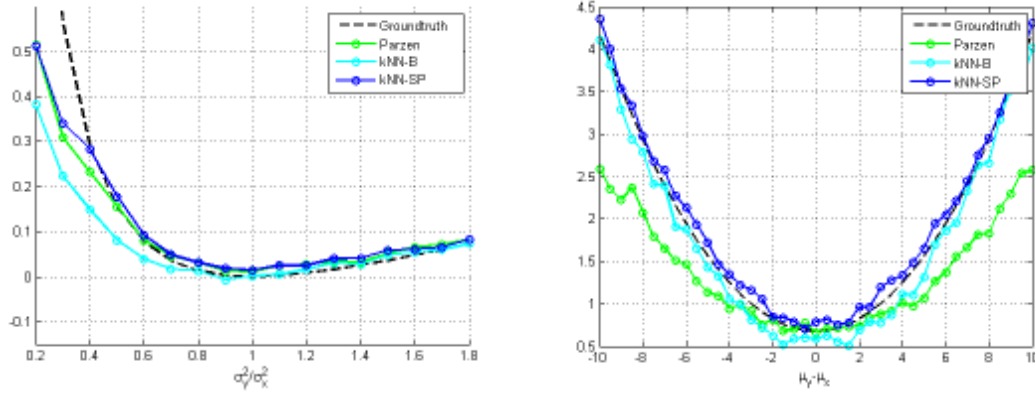 Groundtruth
Parzen
kNN-B
kNN-SP
0.5
0.4
0.3
0.2
0.1
0
-0.1
0.2 0.4 0.6 0.8 1 1.2 1.4 1.6 1.8
σ²y/σ²x
Groundtruth
Parzen
kNN-B
kNN-SP
4.5
4
3.5
3
2.5
2
1.5
1
0.5
-10 -8 -6 -4 -2 0 2 4 6 8 10
μy-μx